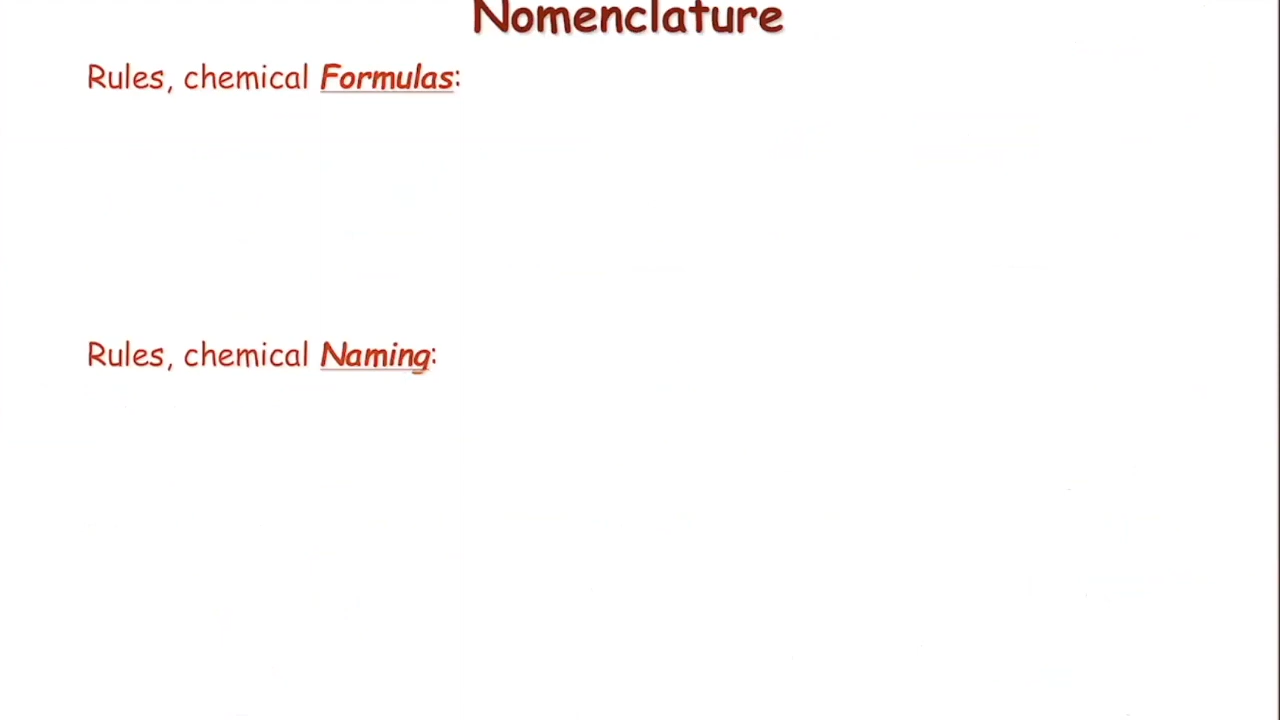 Nomenclature
Rules, chemical Formulas:
Rules, chemical Naming: